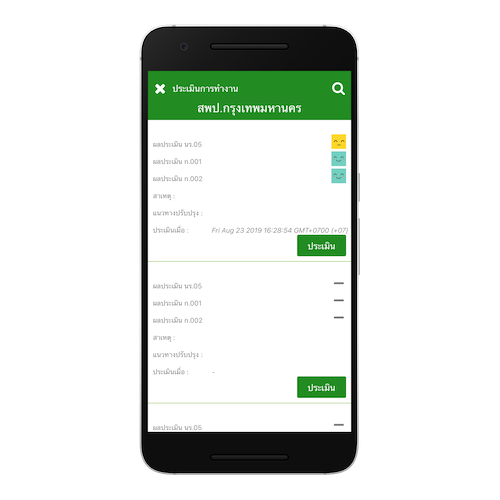 ประเมินการทำงาน
สพป.กรุงเทพมหานคร
ผลประเมิน นร.05
ผลประเมิน ก.001
ผลประเมิน ก.002
สาเหตุ :
แนวทางปรับปรุง :
ประเมินเมื่อ : Fri Aug 23 2019 16:28:54 GMT+0700 (+07)
ประเมิน
ผลประเมิน นร.05 —
ผลประเมิน ก.001 —
ผลประเมิน ก.002 —
สาเหตุ :
แนวทางปรับปรุง :
ประเมินเมื่อ : -
ประเมิน
ผลประเมิน นร.05 —